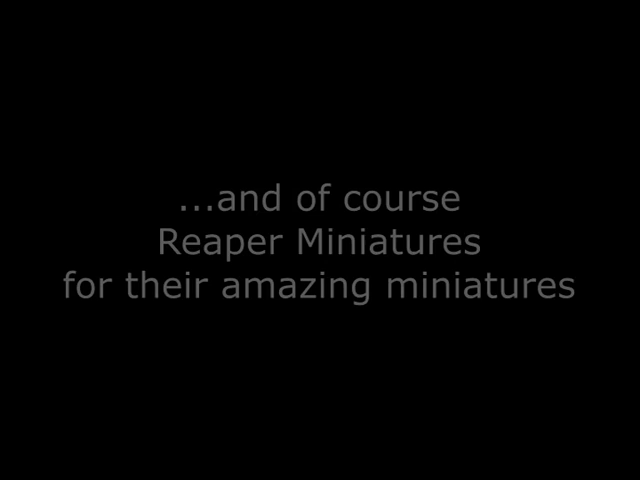 ...and of course
Reaper Miniatures
for their amazing miniatures